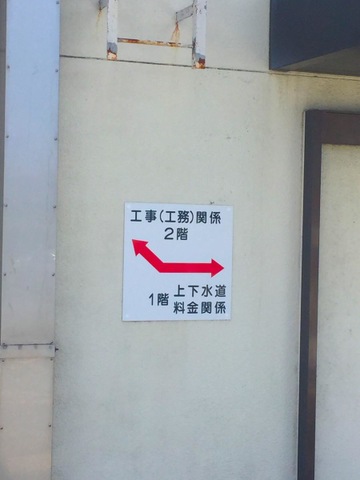 工事(工務)関係
2階
1階 上下水道
料金関係